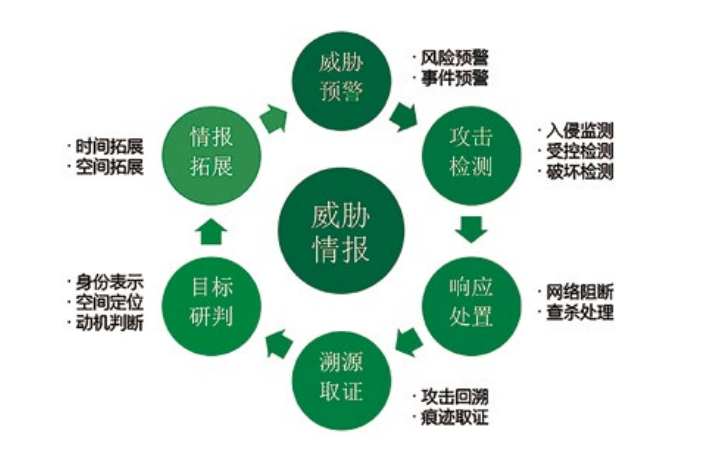 威胁
预警
· 风险预警
· 事件预警
攻击
检测
· 入侵监测
· 受控检测
· 破坏检测
响应
处置
· 网络阻断
· 查杀处理
溯源
取证
· 攻击回溯
· 痕迹取证
目标
研判
· 身份表示
· 空间定位
· 动机判断
情报
拓展
· 时间拓展
· 空间拓展
威胁
情报